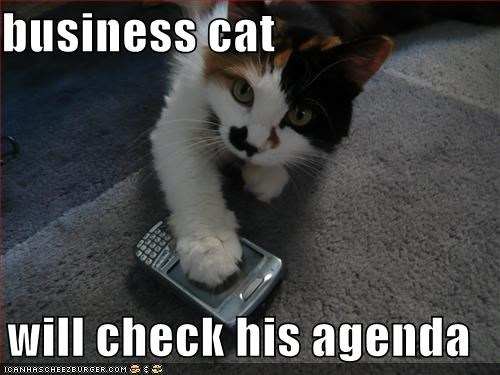 business cat
will check his agenda
ICANHASCHEEZBURGER.COM